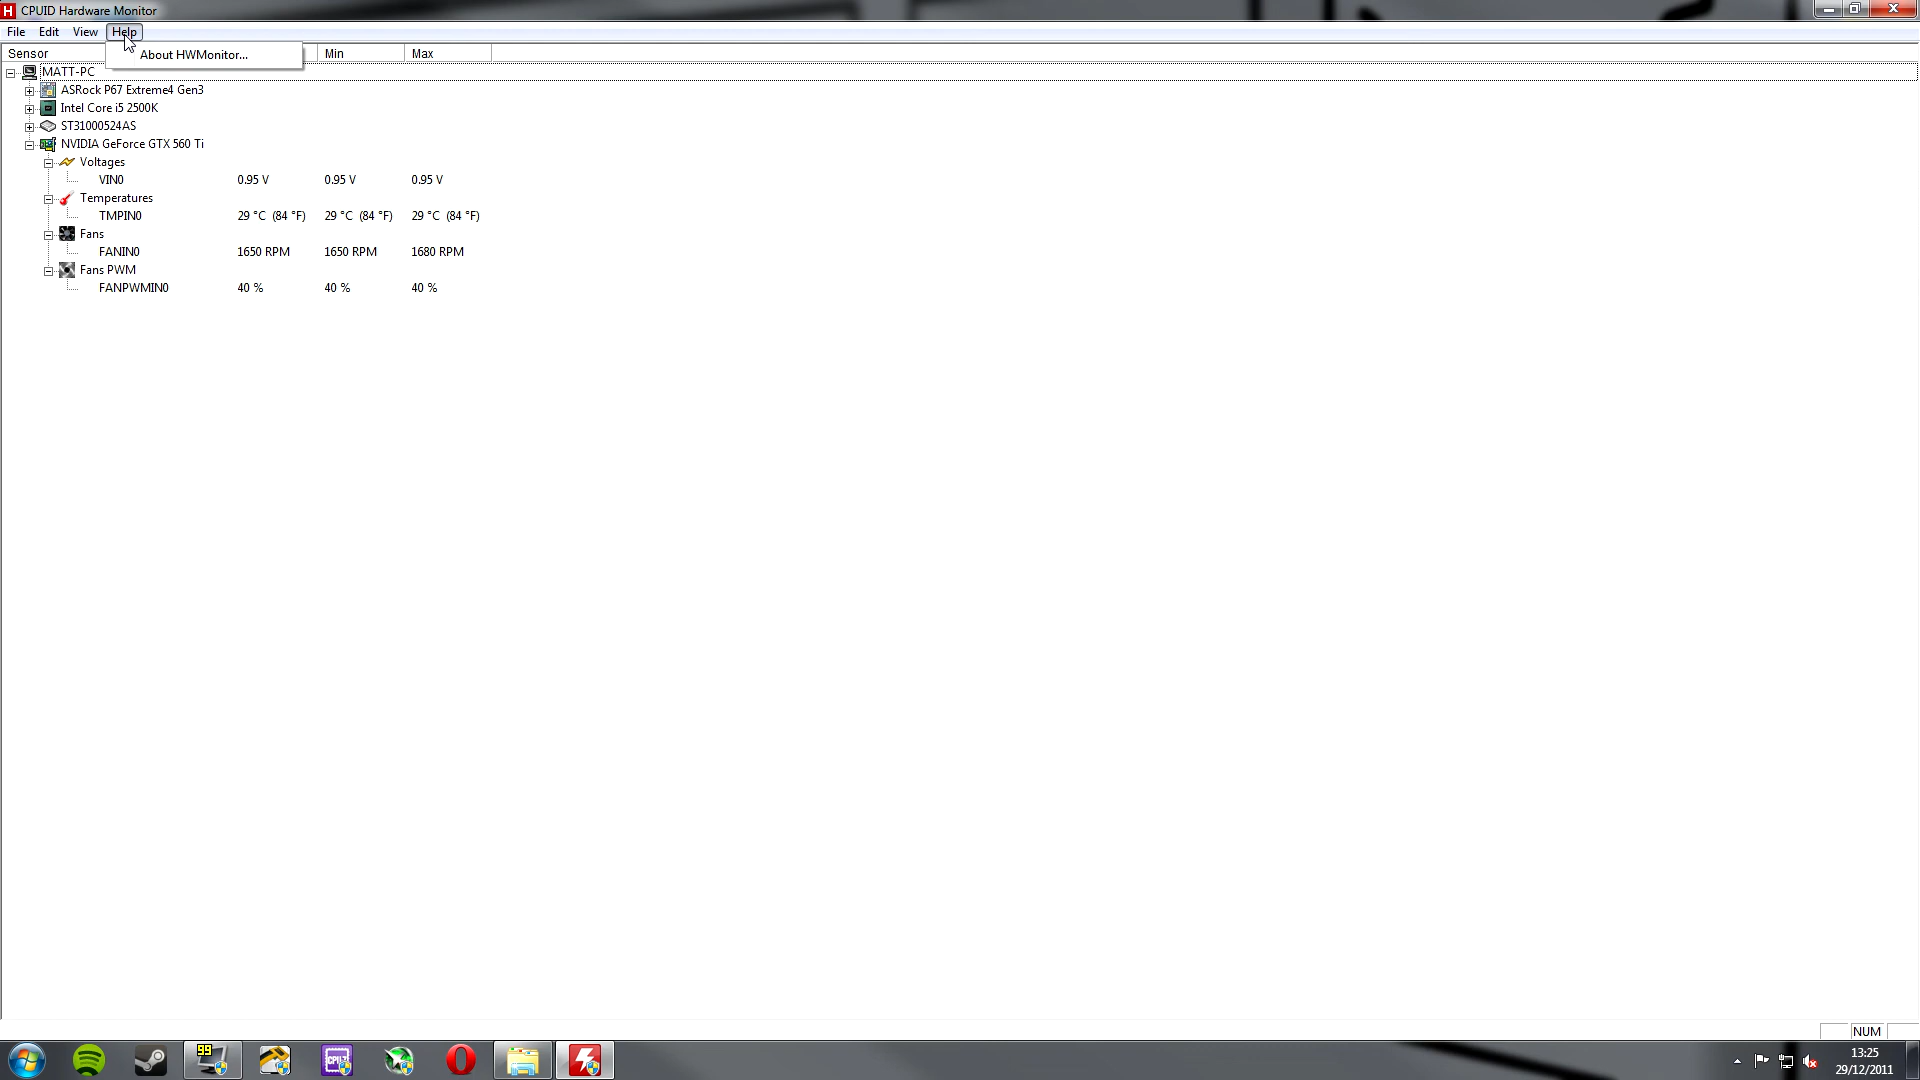 H CPUID Hardware Monitor
File Edit View Help
About HWMonitor...
Sensor Min Max
MATT-PC
ASRock P67 Extreme4 Gen3
Intel Core i5 2500K
ST31000524AS
NVIDIA GeForce GTX 560 Ti
Voltages
VIN0 0.95 V 0.95 V 0.95 V
Temperatures
TMPIN0 29 °C (84 °F) 29 °C (84 °F) 29 °C (84 °F)
Fans
FANIN0 1650 RPM 1650 RPM 1680 RPM
Fans PWM
FANPWMIN0 40 % 40 % 40 %
NUM
99
CPU-Z
13:25
29/12/2011